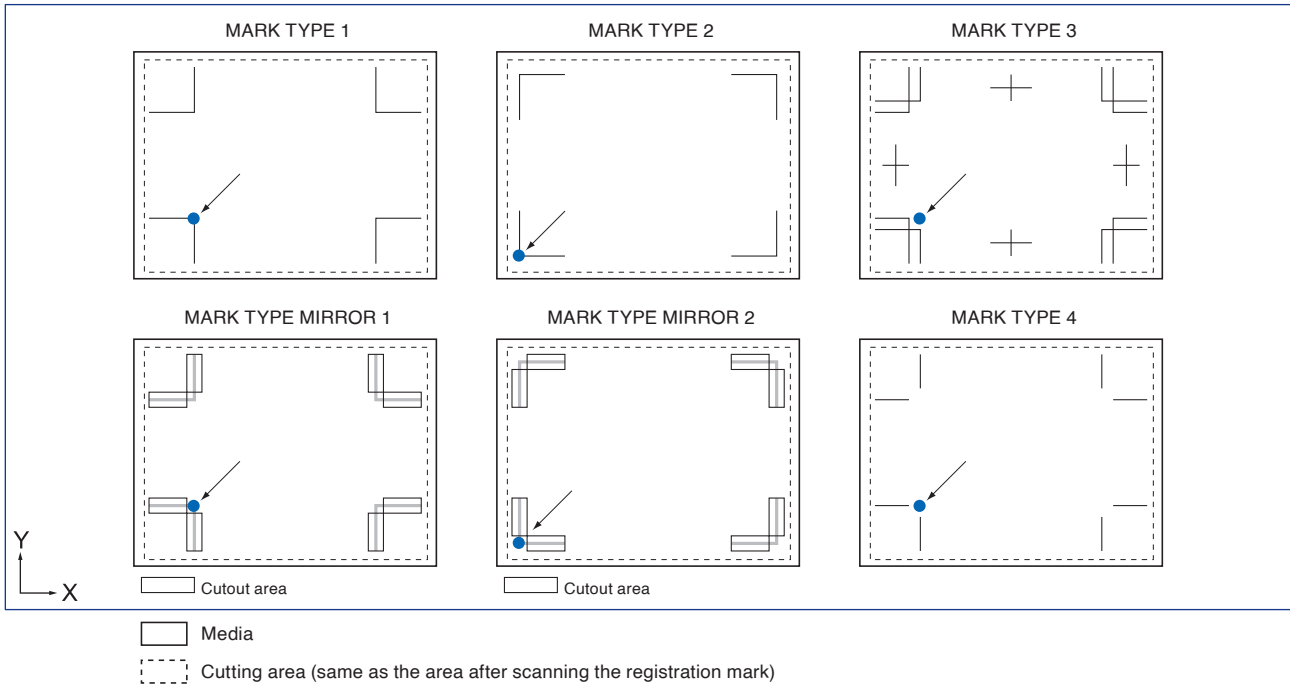 MARK TYPE 1
MARK TYPE 2
MARK TYPE 3
MARK TYPE MIRROR 1
MARK TYPE MIRROR 2
MARK TYPE 4
Y
X
Cutout area
Cutout area
Media
Cutting area (same as the area after scanning the registration mark)